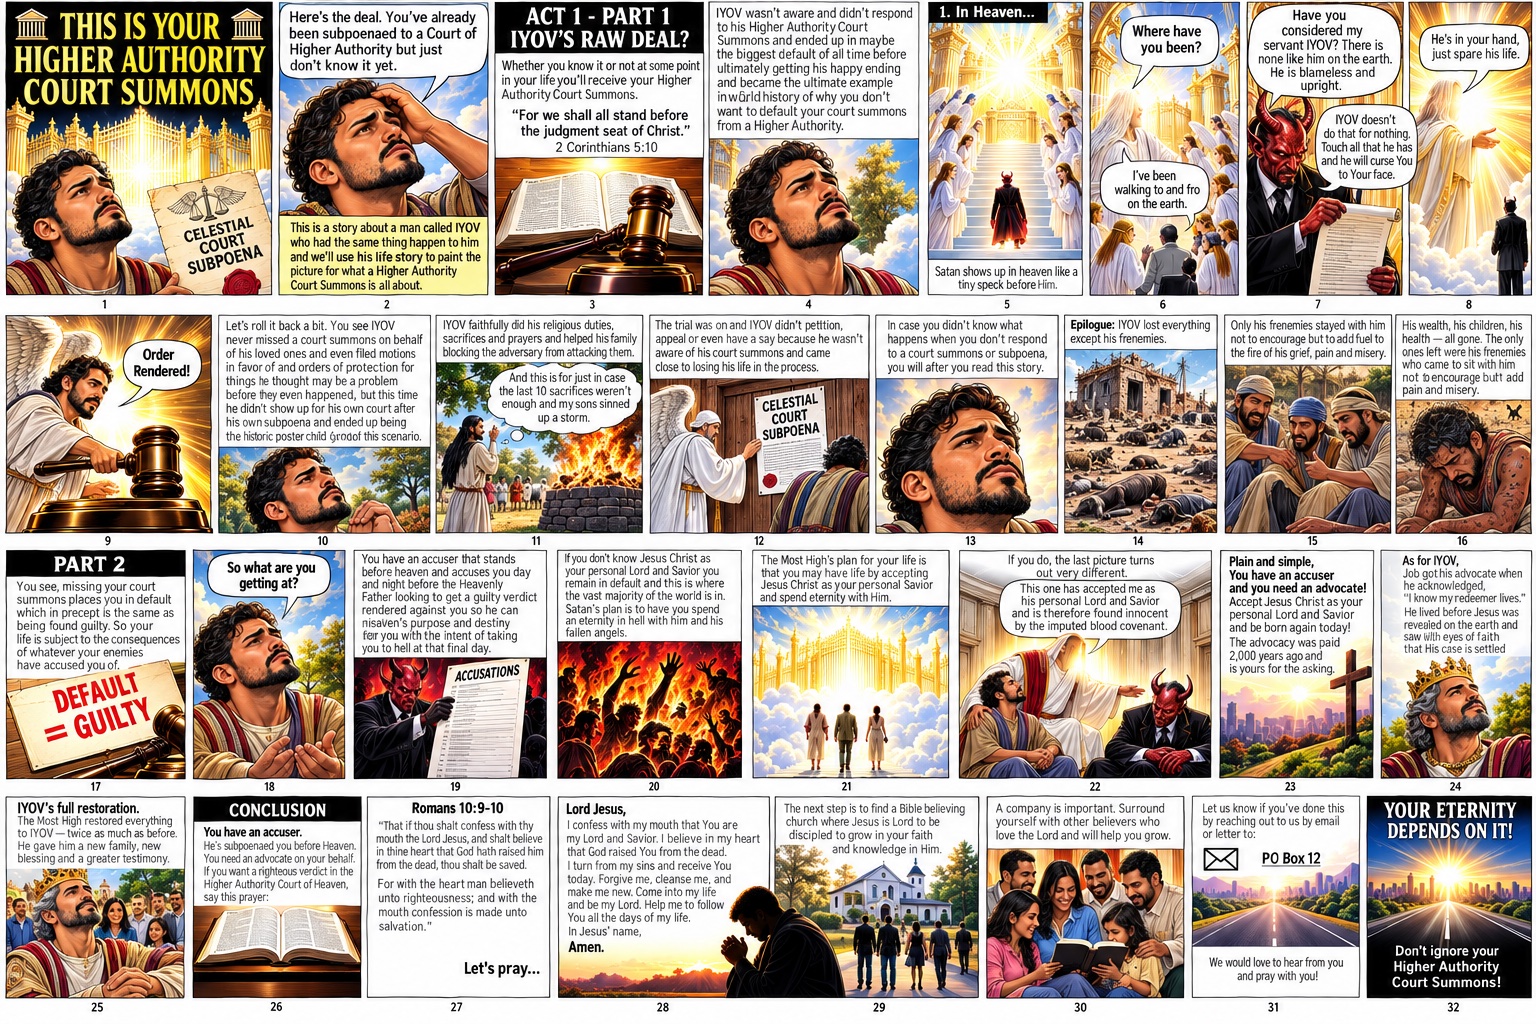 THIS IS YOUR
HIGHER AUTHORITY
COURT SUMMONS
CELESTIAL
COURT
SUBPOENA
1
Here's the deal. You've already
been subpoenaed to a Court of
Higher Authority but just
don't know it yet.
This is a story about a man called IYOV
who had the same thing happen to him
and we'll use his life story to paint the
picture for what a Higher Authority
Court Summons is all about.
2
ACT 1 - PART 1
IYOV'S RAW DEAL?
Whether you know it or not at some point
in your life you'll receive your Higher
Authority Court Summons.
"For we shall all stand before
the judgment seat of Christ."
2 Corinthians 5:10
3
IYOV wasn't aware and didn't respond
to his Higher Authority Court
Summons and ended up in maybe
the biggest default of all time before
ultimately getting his happy ending
and became the ultimate example
in world history of why you don't
want to default your court summons
from a Higher Authority.
4
1. In Heaven...
Satan shows up in heaven like a
tiny speck before Him.
5
Where have
you been?
I've been
walking to and fro
on the earth.
6
Have you
considered my
servant IYOV? There is
none like him on the earth.
He is blameless and
upright.
IYOV doesn't
do that for nothing.
Touch all that he has
and he will curse You
to Your face.
7
He's in your hand,
just spare his life.
8
Order
Rendered!
9
Let's roll it back a bit. You see IYOV
never missed a court summons on behalf
of his loved ones and even filed motions
in favor of and orders of protection for
things he thought may be a problem
before they even happened, but this time
he didn't show up for his own court after
his own subpoena and ended up being
the historic poster child of this scenario.
10
IYOV faithfully did his religious duties,
sacrifices and prayers and helped his family
blocking the adversary from attacking them.
And this is for just in case
the last 10 sacrifices weren't
enough and my sons sinned
up a storm.
11
The trial was on and IYOV didn't petition,
appeal or even have a say because he wasn't
aware of his court summons and came
close to losing his life in the process.
CELESTIAL
COURT
SUBPOENA
12
In case you didn't know what
happens when you don't respond
to a court summons or subpoena,
you will after you read this story.
13
Epilogue: IYOV lost everything
except his frenemies.
14
Only his frenemies stayed with him
not to encourage but to add fuel to
the fire of his grief, pain and misery.
15
His wealth, his children, his
health — all gone. The only
ones left were his frenemies
who came to sit with him
not to encourage butt add
pain and misery.
16
PART 2
You see, missing your court
summons places you in default
which in precept is the same as
being found guilty. So your
life is subject to the consequences
of whatever your enemies
have accused you of.
DEFAULT
= GUILTY
17
So what are you
getting at?
18
You have an accuser that stands
before heaven and accuses you day
and night before the Heavenly
Father looking to get a guilty verdict
rendered against you so he can
nisaven's purpose and destiny
for you with the intent of taking
you to hell at that final day.
ACCUSATIONS
19
If you don't know Jesus Christ as
your personal Lord and Savior you
remain in default and this is where
the vast majority of the world is in.
Satan's plan is to have you spend
an eternity in hell with him and his
fallen angels.
20
The Most High's plan for your life is
that you may have life by accepting
Jesus Christ as your personal Savior
and spend eternity with Him.
21
If you do, the last picture turns
out very different.
This one has accepted me as
his personal Lord and Savior
and is therefore found innocent
by the imputed blood covenant.
22
Plain and simple,
You have an accuser
and you need an advocate!
Accept Jesus Christ as your
personal Lord and Savior
and be born again today!
The advocacy was paid
2,000 years ago and
is yours for the asking.
23
As for IYOV,
Job got his advocate when
he acknowledged,
"I know my redeemer lives."
He lived before Jesus was
revealed on the earth and
saw with eyes of faith
that His case is settled
24
IYOV's full restoration.
The Most High restored everything
to IYOV — twice as much as before.
He gave him a new family, new
blessing and a greater testimony.
25
CONCLUSION
You have an accuser.
He's subpoenaed you before Heaven.
You need an advocate on your behalf.
If you want a righteous verdict in the
Higher Authority Court of Heaven,
say this prayer:
26
Romans 10:9-10
"That if thou shalt confess with thy
mouth the Lord Jesus, and shalt believe
in thine heart that God hath raised him
from the dead, thou shalt be saved.
For with the heart man believeth
unto righteousness; and with the
mouth confession is made unto
salvation."
Let's pray...
27
Lord Jesus,
I confess with my mouth that You are
my Lord and Savior. I believe in my heart
that God raised You from the dead.
I turn from my sins and receive You
today. Forgive me, cleanse me, and
make me new. Come into my life
and be my Lord. Help me to follow
You all the days of my life.
In Jesus' name,
Amen.
28
The next step is to find a Bible believing
church where Jesus is Lord to be
discipled to grow in your faith
and knowledge in Him.
29
A company is important. Surround
yourself with other believers who
love the Lord and will help you grow.
30
Let us know if you've done this
by reaching out to us by email
or letter to:
PO Box 12
We would love to hear from you
and pray with you!
31
YOUR ETERNITY
DEPENDS ON IT!
Don't ignore your
Higher Authority
Court Summons!
32